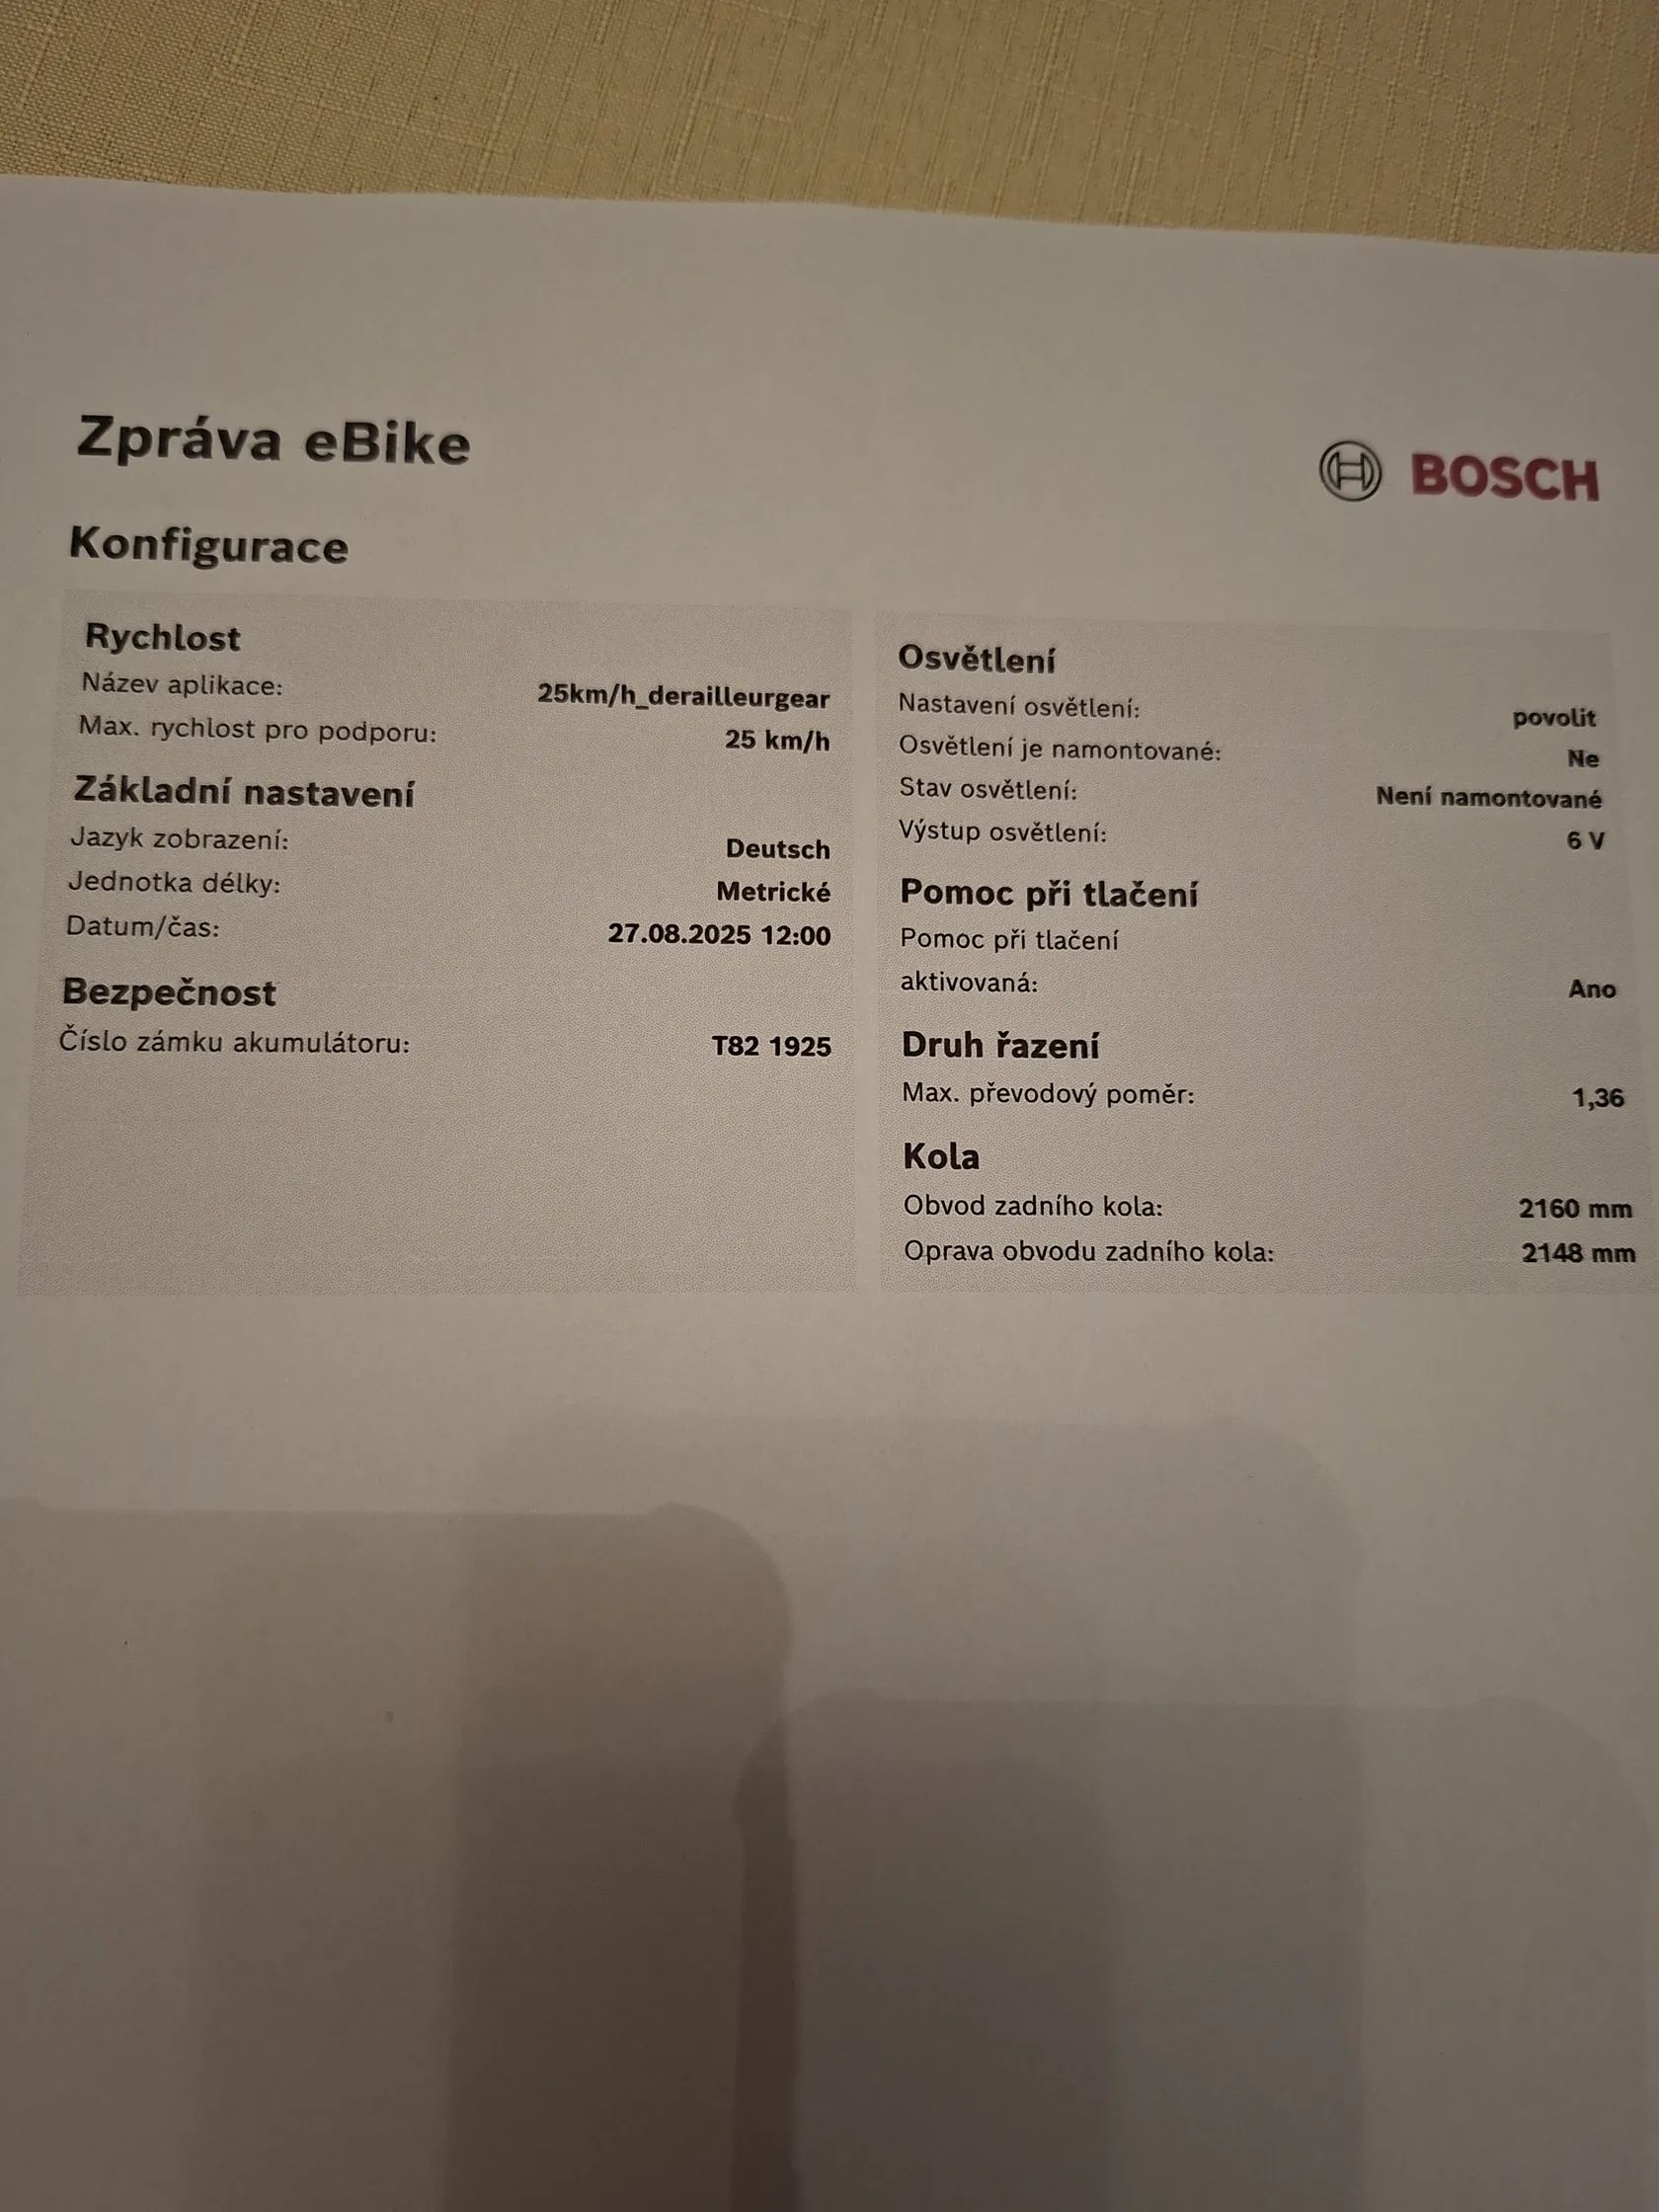 Zpráva eBike
BOSCH
Konfigurace
Rychlost
Název aplikace: 25km/h_derailleurgear
Max. rychlost pro podporu: 25 km/h
Základní nastavení
Jazyk zobrazení: Deutsch
Jednotka délky: Metrické
Datum/čas: 27.08.2025 12:00
Bezpečnost
Číslo zámku akumulátoru: T82 1925
Osvětlení
Nastavení osvětlení: povolit
Osvětlení je namontované: Ne
Stav osvětlení: Není namontované
Výstup osvětlení: 6 V
Pomoc při tlačení
Pomoc při tlačení
aktivovaná: Ano
Druh řazení
Max. převodový poměr: 1,36
Kola
Obvod zadního kola: 2160 mm
Oprava obvodu zadního kola: 2148 mm